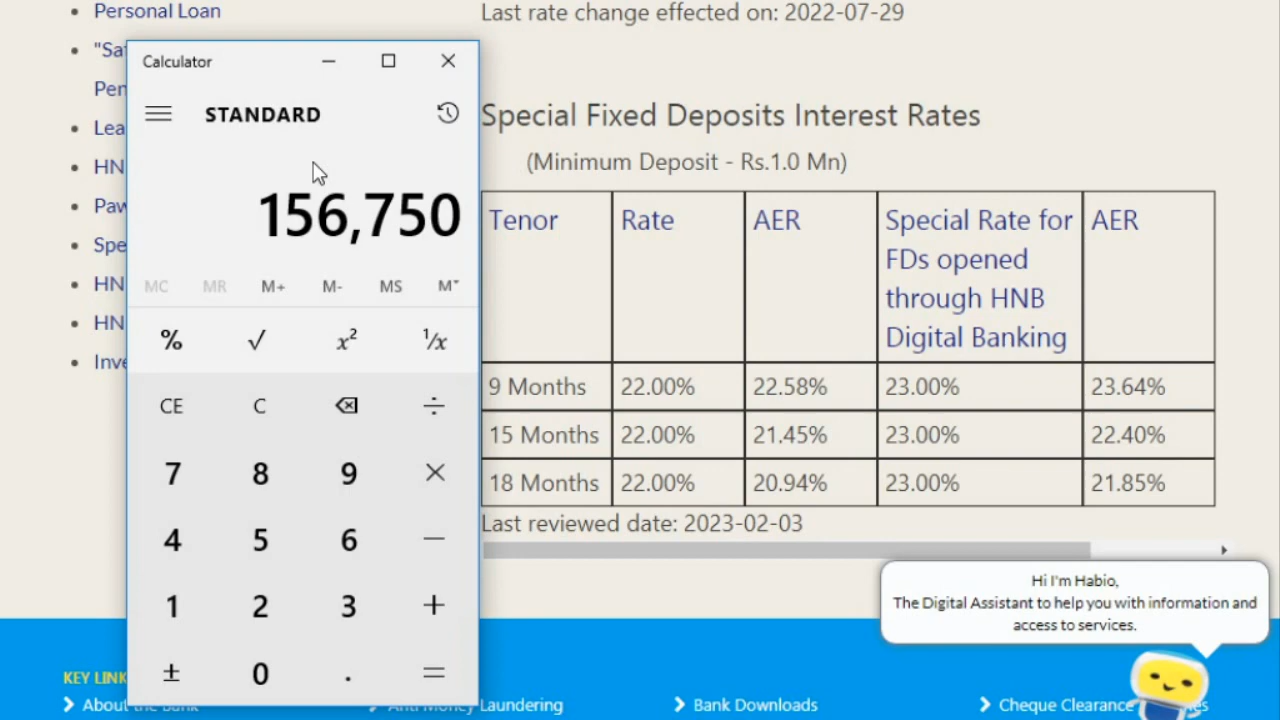 Personal Loan
"Sa
Pen
Lea
HN
Paw
Spe
HN
HN
Inve
Last rate change effected on: 2022-07-29
Calculator
STANDARD
156,750
MC MR M+ M- MS M˅
% √ x² ¹/x
CE C ÷
7 8 9 ×
4 5 6 −
1 2 3 +
± 0 . =
Special Fixed Deposits Interest Rates
(Minimum Deposit - Rs.1.0 Mn)
Tenor Rate AER Special Rate for FDs opened through HNB Digital Banking AER
9 Months 22.00% 22.58% 23.00% 23.64%
15 Months 22.00% 21.45% 23.00% 22.40%
18 Months 22.00% 20.94% 23.00% 21.85%
Last reviewed date: 2023-02-03
Hi I'm Habio,
The Digital Assistant to help you with information and
access to services.
KEY LINK
About the Bank Anti Money Laundering Bank Downloads Cheque Clearance